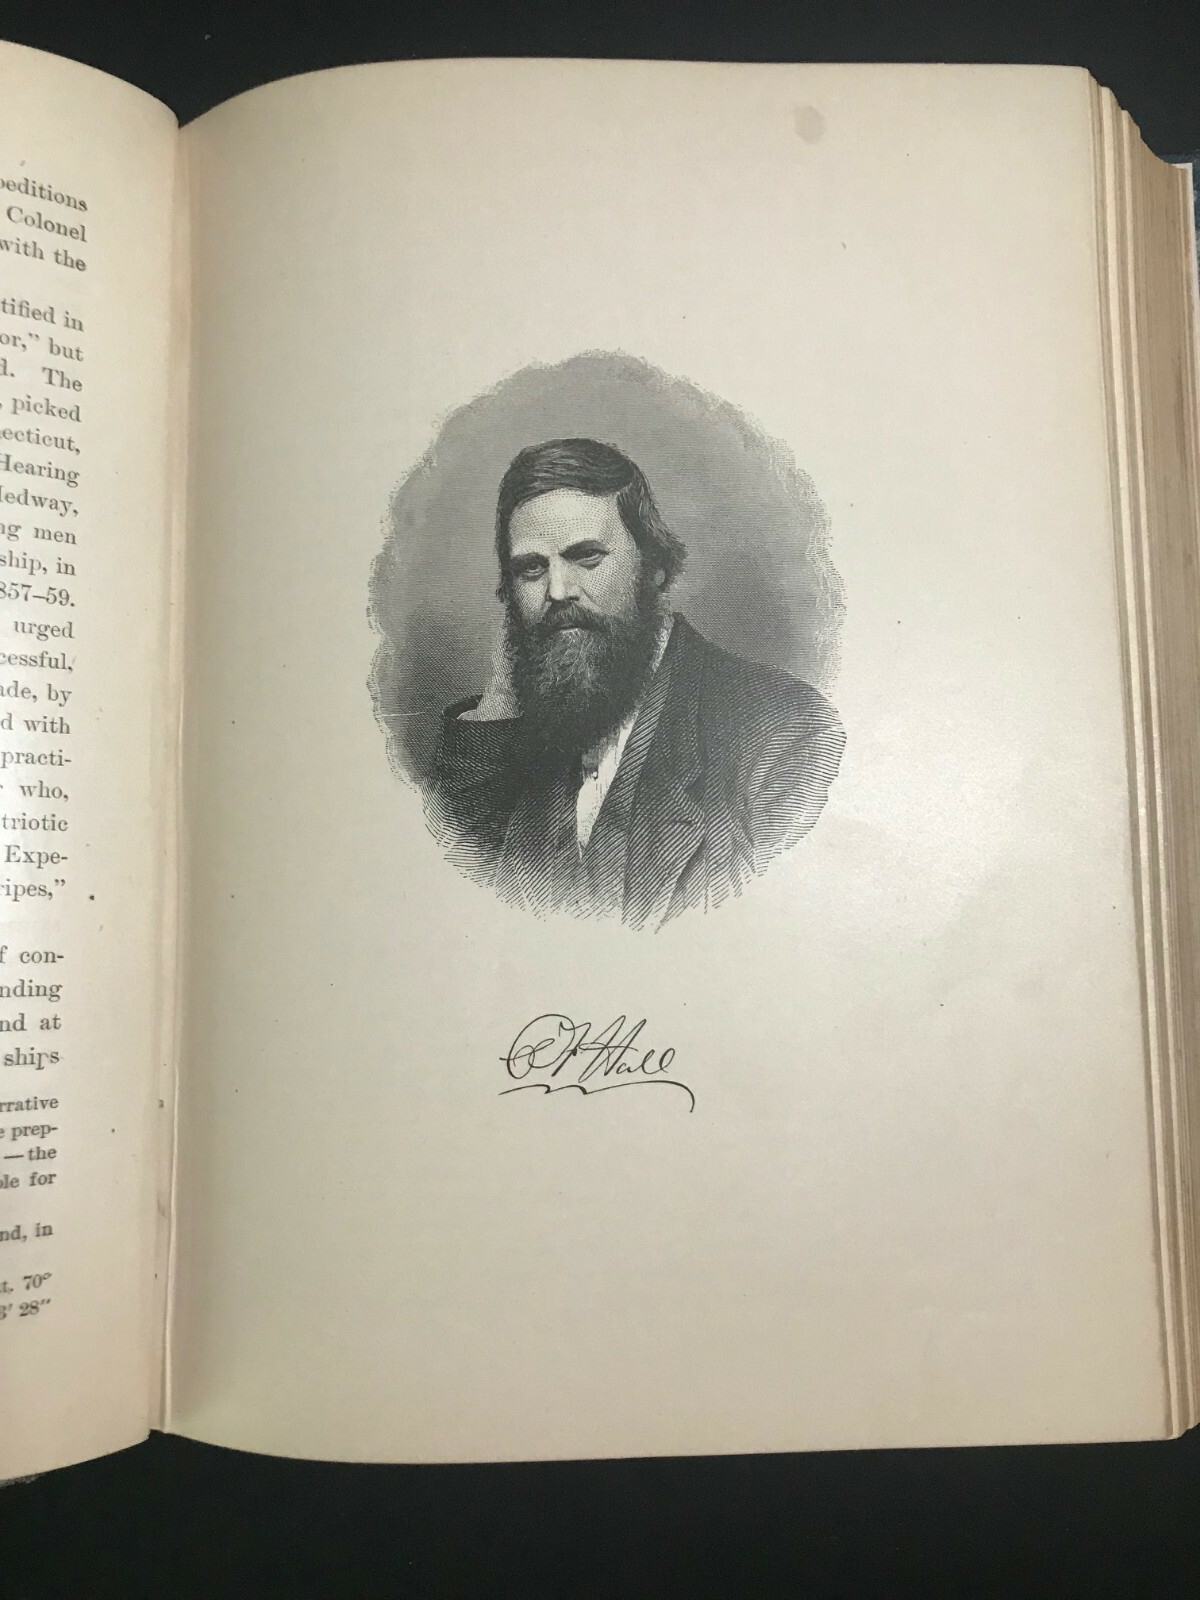 peditions
Colonel
with the
tified in
or," but
d. The
, picked
ecticut,
Hearing
Medway,
ng men
ship, in
857–59.
urged
cessful,
ade, by
d with
practi-
who,
triotic
Expe-
ripes,"
f con-
nding
nd at
ships
rrative
e prep-
— the
ble for
nd, in
t. 70°
3' 28"
C F Hall